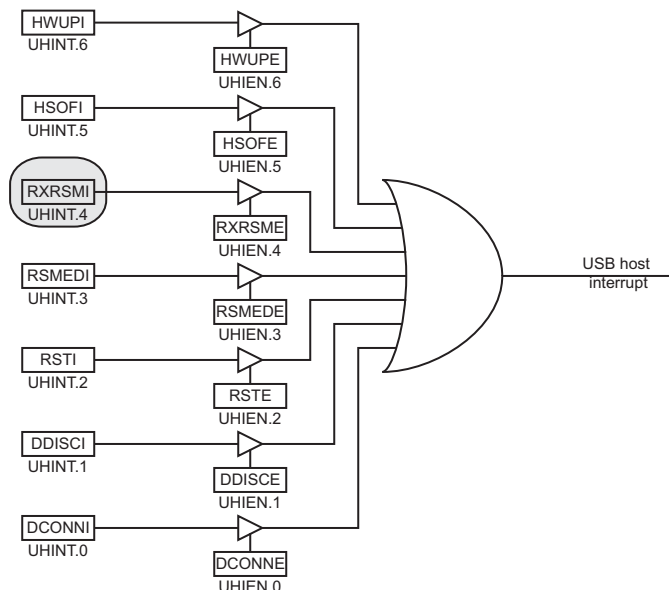 HWUPI
UHINT.6
HWUPE
UHIEN.6
HSOFI
UHINT.5
HSOFE
UHIEN.5
RXRSMI
UHINT.4
RXRSME
UHIEN.4
USB host
interrupt
RSMEDI
UHINT.3
RSMEDE
UHIEN.3
RSTI
UHINT.2
RSTE
UHIEN.2
DDISCI
UHINT.1
DDISCE
UHIEN.1
DCONNI
UHINT.0
DCONNE
UHIEN.0